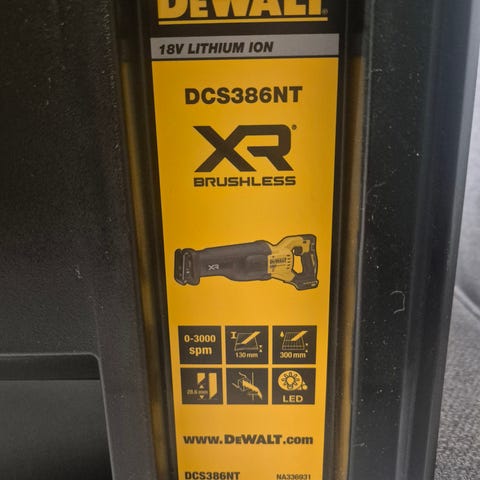 DEWALT®
18V LITHIUM ION
DCS386NT
XR®
BRUSHLESS
XR DEWALT
0-3000 spm
130 mm
300 mm
28.6 mm
LED
www.DEWALT.com
DCS386NT NA336931